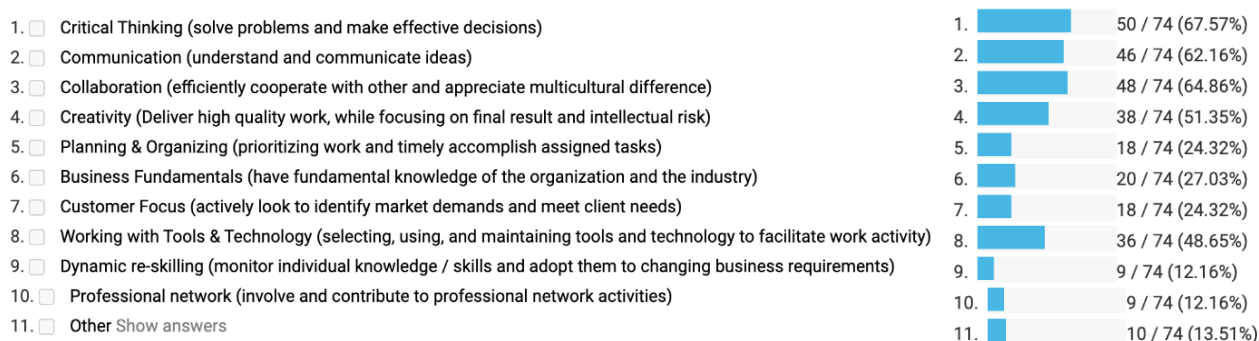 1. Critical Thinking (solve problems and make effective decisions) 1. 50 / 74 (67.57%)
2. Communication (understand and communicate ideas) 2. 46 / 74 (62.16%)
3. Collaboration (efficiently cooperate with other and appreciate multicultural difference) 3. 48 / 74 (64.86%)
4. Creativity (Deliver high quality work, while focusing on final result and intellectual risk) 4. 38 / 74 (51.35%)
5. Planning & Organizing (prioritizing work and timely accomplish assigned tasks) 5. 18 / 74 (24.32%)
6. Business Fundamentals (have fundamental knowledge of the organization and the industry) 6. 20 / 74 (27.03%)
7. Customer Focus (actively look to identify market demands and meet client needs) 7. 18 / 74 (24.32%)
8. Working with Tools & Technology (selecting, using, and maintaining tools and technology to facilitate work activity) 8. 36 / 74 (48.65%)
9. Dynamic re-skilling (monitor individual knowledge / skills and adopt them to changing business requirements) 9. 9 / 74 (12.16%)
10. Professional network (involve and contribute to professional network activities) 10. 9 / 74 (12.16%)
11. Other Show answers 11. 10 / 74 (13.51%)